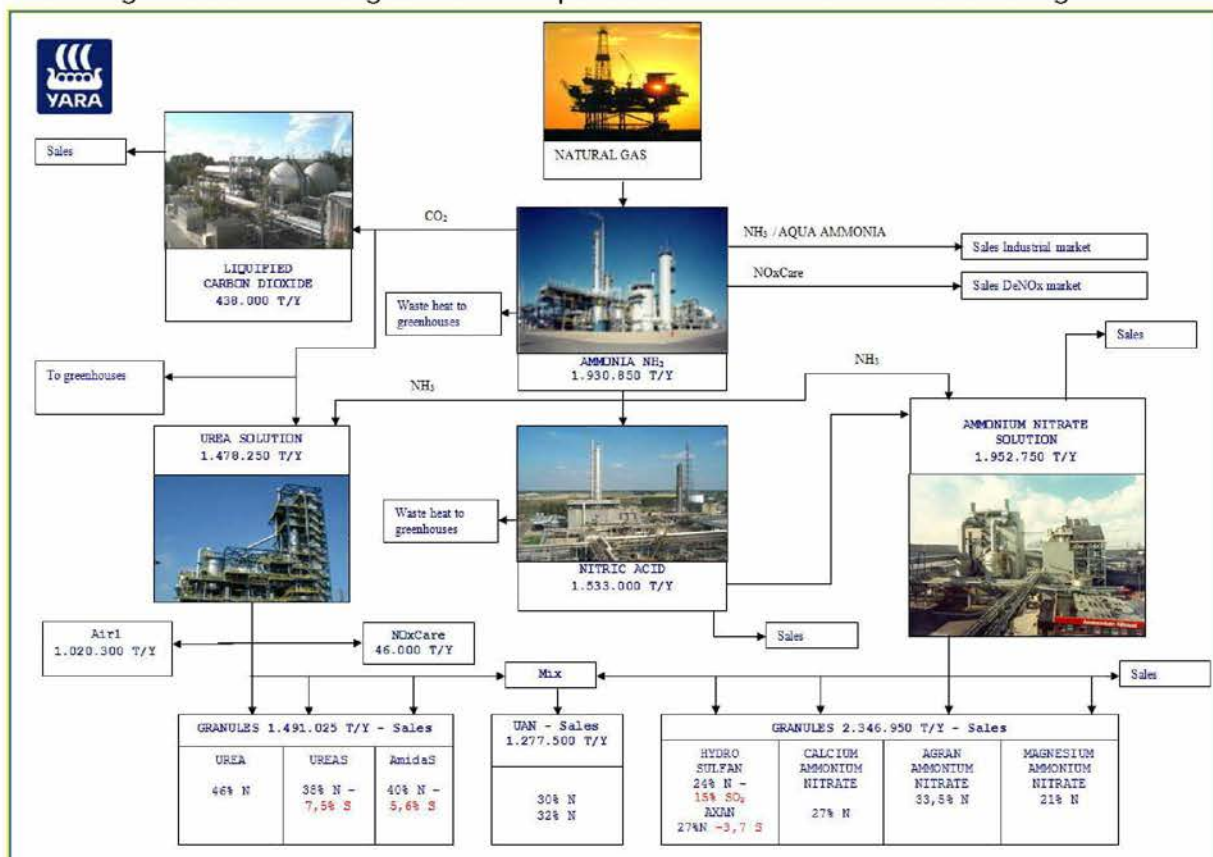 YARA
NATURAL GAS
Sales
CO₂
LIQUIFIED
CARBON DIOXIDE
438.000 T/Y
NH₃ / AQUA AMMONIA
Sales Industrial market
NOxCare
Sales DeNOx market
Waste heat to
greenhouses
AMMONIA NH₃
1.930.850 T/Y
Sales
To greenhouses
NH₃
NH₃
UREA SOLUTION
1.478.250 T/Y
AMMONIUM NITRATE
SOLUTION
1.952.750 T/Y
Waste heat to
greenhouses
NITRIC ACID
1.533.000 T/Y
Air1
1.020.300 T/Y
NOxCare
46.000 T/Y
Sales
Mix
Sales
GRANULES 1.491.025 T/Y - Sales
UREA
46% N
UREAS
38% N -
7,5% S
AmidaS
40% N -
5,6% S
UAN - Sales
1.277.500 T/Y
30% N
32% N
GRANULES 2.346.950 T/Y - Sales
HYDRO
SULFAN
24% N -
15% SO₂
AXAN
27%N -3,7 S
CALCIUM
AMMONIUM
NITRATE
27% N
AGRAN
AMMONIUM
NITRATE
33,5% N
MAGNESIUM
AMMONIUM
NITRATE
21% N